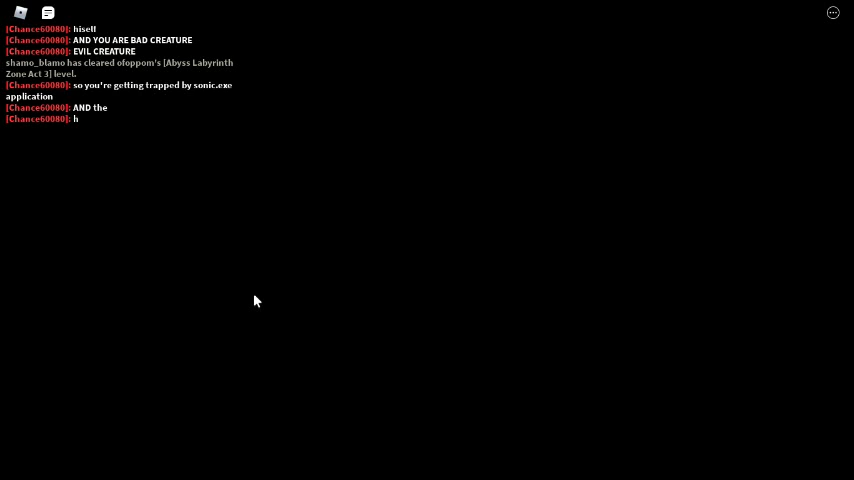 [Chance60080]: hisell
[Chance60080]: AND YOU ARE BAD CREATURE
[Chance60080]: EVIL CREATURE
shamo_blamo has cleared ofoppom's [Abyss Labyrinth
Zone Act 3] level.
[Chance60080]: so you're getting trapped by sonic.exe
application
[Chance60080]: AND the
[Chance60080]: h